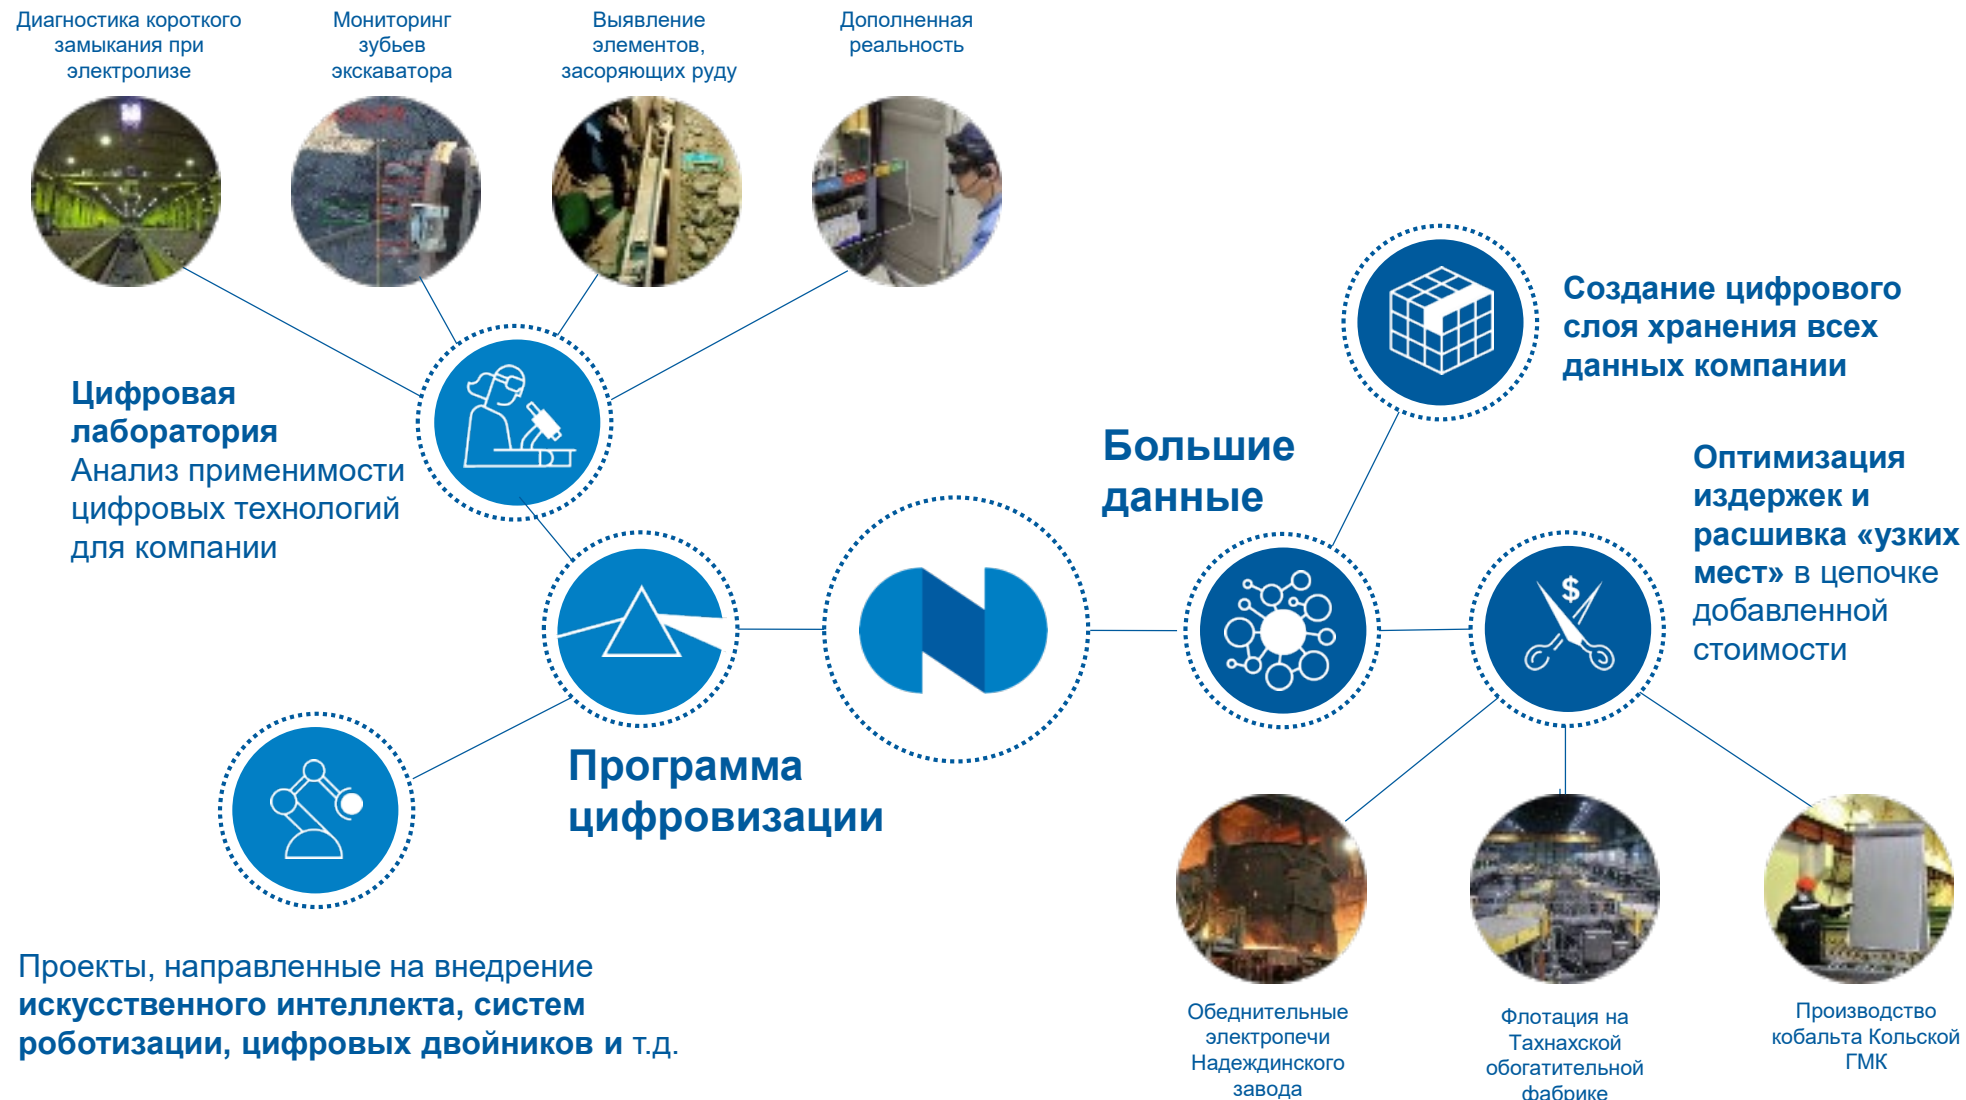 Диагностика короткого
замыкания при
электролизе
Мониторинг
зубьев
экскаватора
Выявление
элементов,
засоряющих руду
Дополненная
реальность
Цифровая
лаборатория
Анализ применимости
цифровых технологий
для компании
Создание цифрового
слоя хранения всех
данных компании
Большие
данные
Оптимизация
издержек и
расшивка «узких
мест» в цепочке
добавленной
стоимости
$
Программа
цифровизации
Проекты, направленные на внедрение
искусственного интеллекта, систем
роботизации, цифровых двойников и т.д.
Обеднительные
электропечи
Надеждинского
завода
Флотация на
Тахнахской
обогатительной
фабрике
Производство
кобальта Кольской
ГМК